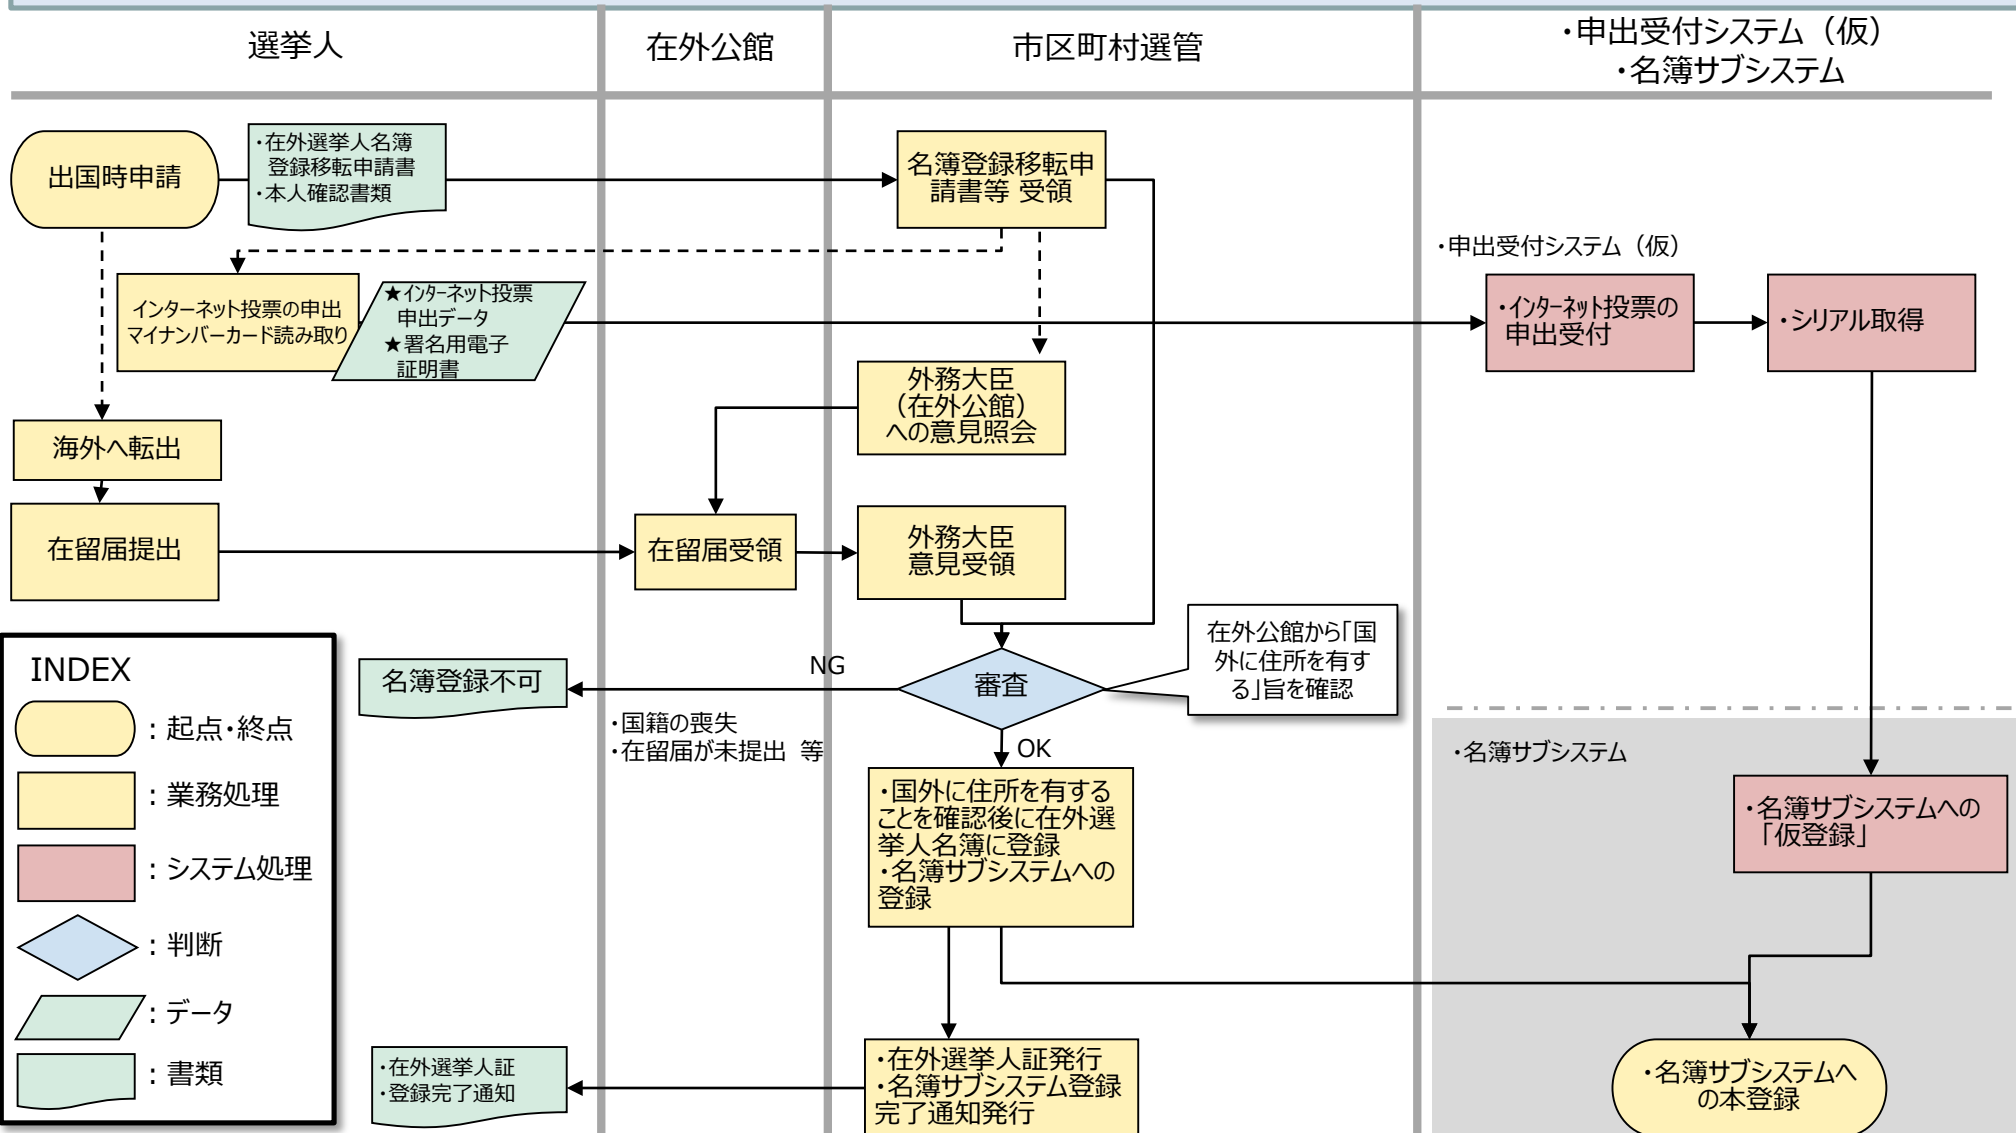 選挙人
在外公館
市区町村選管
・申出受付システム（仮）
・名簿サブシステム
出国時申請
・在外選挙人名簿
登録移転申請書
・本人確認書類
名簿登録移転申
請書等 受領
・申出受付システム（仮）
インターネット投票の申出
マイナンバーカード読み取り
★インターネット投票
申出データ
★署名用電子
証明書
・インターネット投票の
申出受付
・シリアル取得
外務大臣
（在外公館）
への意見照会
海外へ転出
在留届提出
在留届受領
外務大臣
意見受領
在外公館から「国
外に住所を有す
る」旨を確認
審査
NG
名簿登録不可
・国籍の喪失
・在留届が未提出 等
OK
・国外に住所を有する
ことを確認後に在外選
挙人名簿に登録
・名簿サブシステムへの
登録
・名簿サブシステム
・名簿サブシステムへの
「仮登録」
・在外選挙人証発行
・名簿サブシステム登録
完了通知発行
・在外選挙人証
・登録完了通知
・名簿サブシステムへ
の本登録
INDEX
：起点・終点
：業務処理
：システム処理
：判断
：データ
：書類